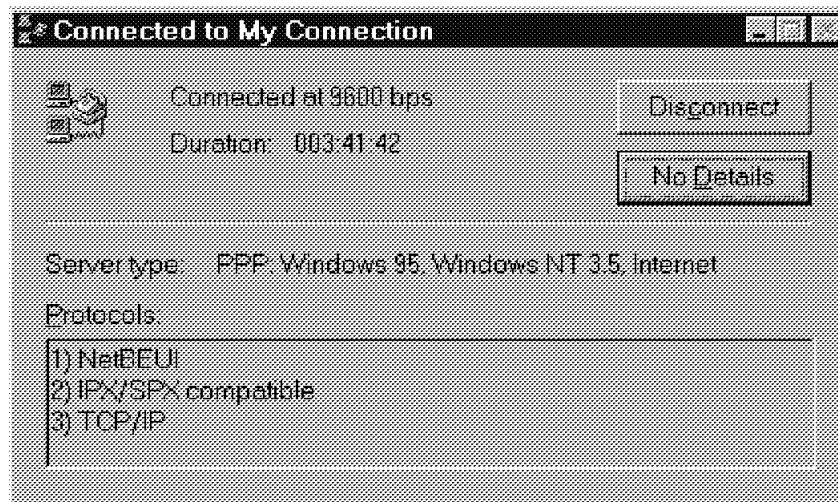 Connected to My Connection
Connected at 9600 bps
Disconnect
Duration: 003:41:42
No Details
Server type: PPP: Windows 95, Windows NT 3.5, Internet
Protocols:
1) NetBEUI
2) IPX/SPX compatible
3) TCP/IP